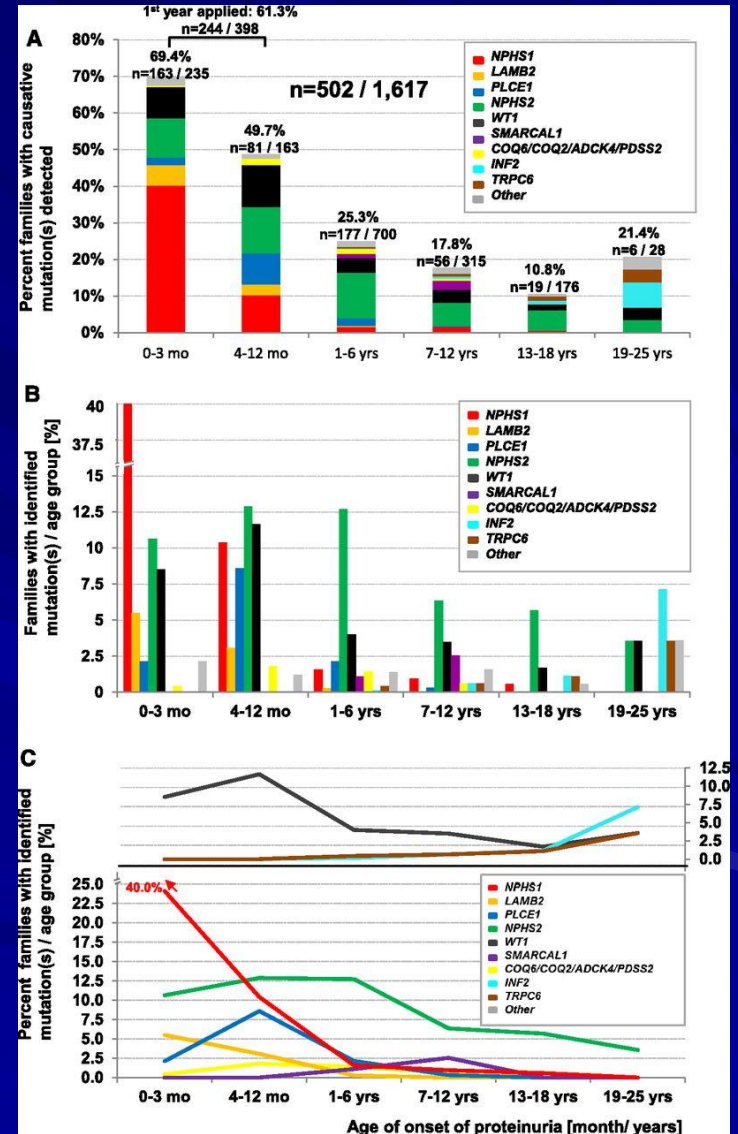 1st year applied: 61.3%
n=244 / 398
A
Percent families with causative
mutation(s) detected
80%
70%
60%
50%
40%
30%
20%
10%
0%
69.4%
n=163 / 235
49.7%
n= 81 / 163
n=502 / 1,617
25.3%
n=177 / 700
17.8%
n=56 / 315
10.8%
n=19 / 176
21.4%
n=6 / 28
NPHS1
LAMB2
PLCE1
NPHS2
WT1
SMARCAL1
COQ6/COQ2/ADCK4/PDSS2
INF2
TRPC6
Other
0-3 mo
4-12 mo
1-6 yrs
7-12 yrs
13-18 yrs
19-25 yrs
B
Families with identified
mutation(s) / age group [%]
40
37.5
15
12.5
10
7.5
5
2.5
0
NPHS1
LAMB2
PLCE1
NPHS2
WT1
SMARCAL1
COQ6/COQ2/ADCK4/PDSS2
INF2
TRPC6
Other
0-3 mo
4-12 mo
1-6 yrs
7-12 yrs
13-18 yrs
19-25 yrs
C
Percent families with identified
mutation(s) / age group [%]
12.5
10.0
7.5
5.0
2.5
0.0
25.0
22.5
20.0
17.5
15.0
12.5
10.0
7.5
5.0
2.5
0.0
40.0%
NPHS1
LAMB2
PLCE1
NPHS2
WT1
SMARCAL1
COQ6/COQ2/ADCK4/PDSS2
INF2
TRPC6
Other
0-3 mo
4-12 mo
1-6 yrs
7-12 yrs
13-18 yrs
19-25 yrs
Age of onset of proteinuria [month/ years]